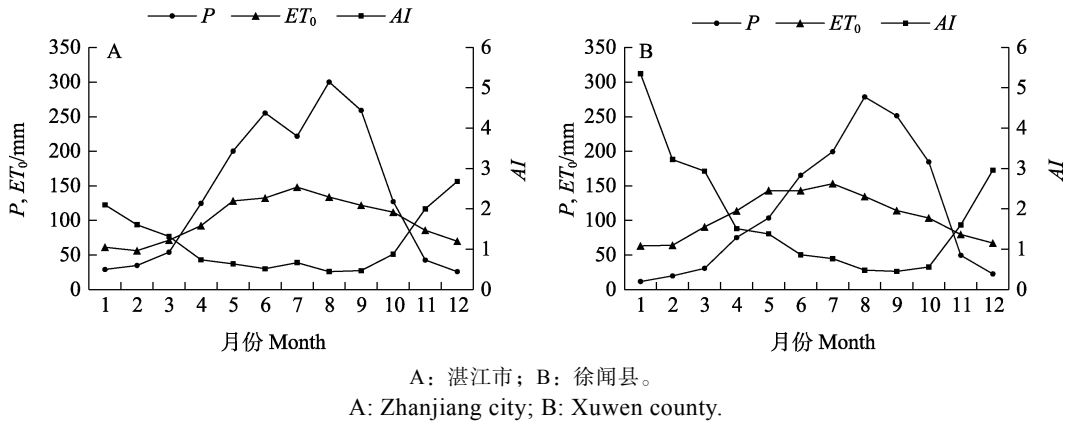 P ET₀ AI
P ET₀ AI
A
B
350 300 250 200 150 100 50 0
P, ET₀/mm
6 5 4 3 2 1 0
AI
1 2 3 4 5 6 7 8 9 10 11 12
月份 Month
350 300 250 200 150 100 50 0
P, ET₀/mm
6 5 4 3 2 1 0
AI
1 2 3 4 5 6 7 8 9 10 11 12
月份 Month
A：湛江市；B：徐闻县。
A: Zhanjiang city; B: Xuwen county.